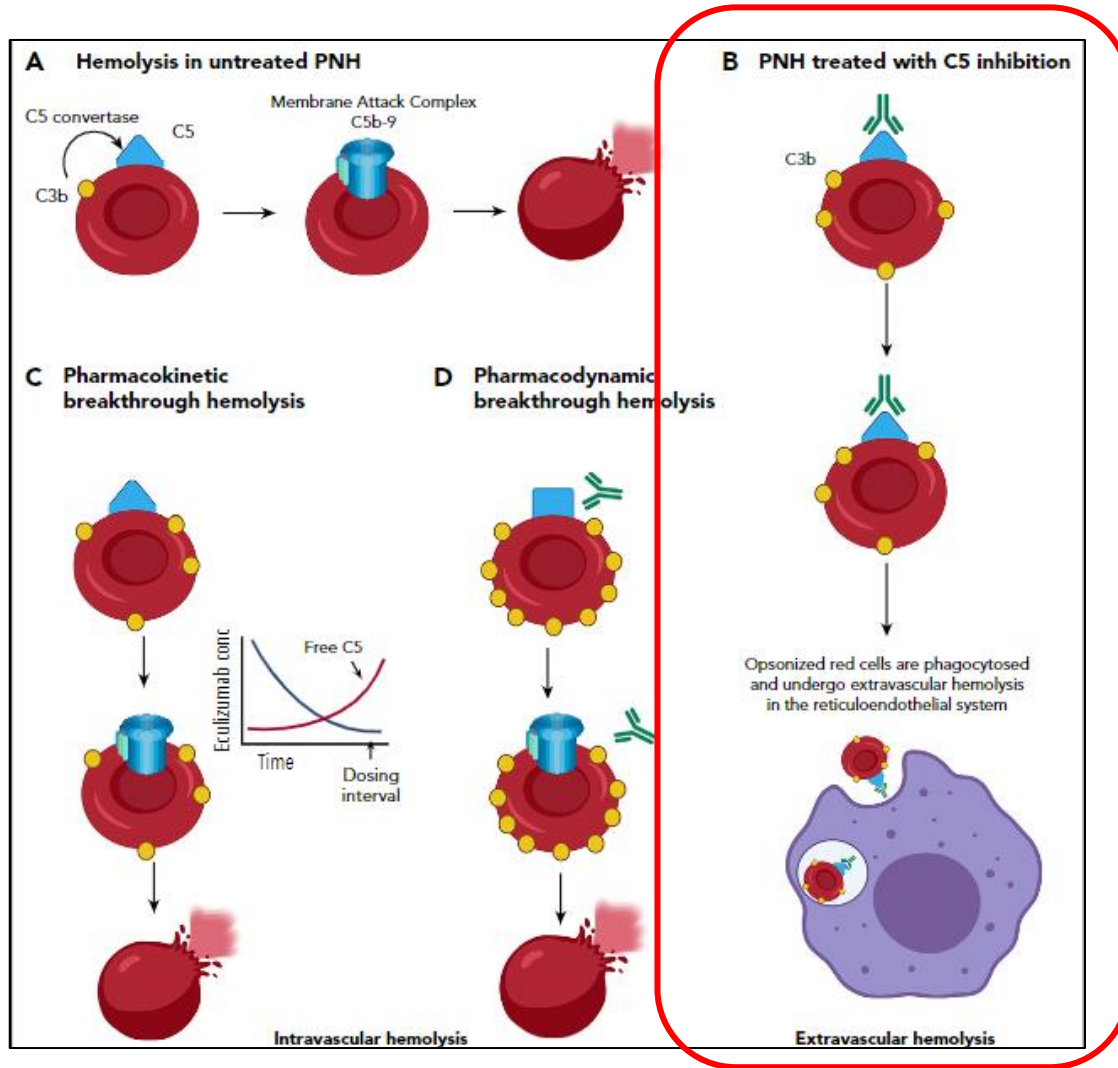 A Hemolysis in untreated PNH
C5 convertase
C5
C3b
Membrane Attack Complex
C5b-9
B PNH treated with C5 inhibition
C3b
Opsonized red cells are phagocytosed
and undergo extravascular hemolysis
in the reticuloendothelial system
Extravascular hemolysis
C Pharmacokinetic
breakthrough hemolysis
Eculizumab conc
Free C5
Time
Dosing
interval
D Pharmacodynamic
breakthrough hemolysis
Intravascular hemolysis